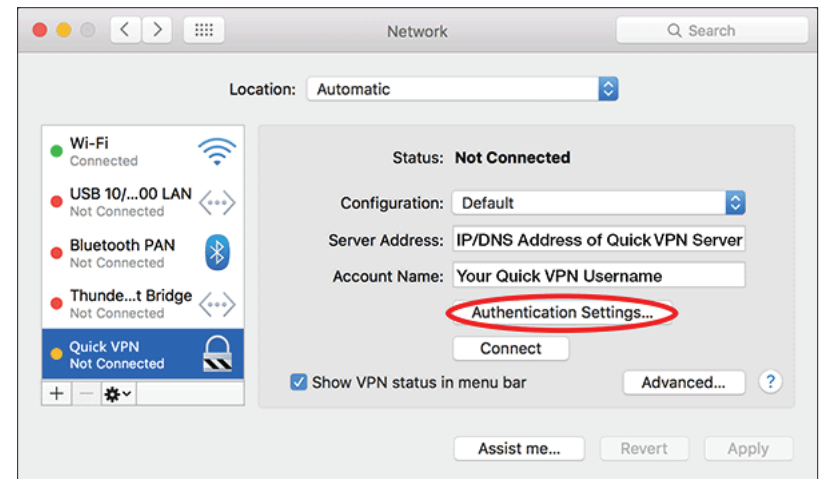 Network
Search
Location: Automatic
Wi-Fi
Connected
USB 10/...00 LAN
Not Connected
Bluetooth PAN
Not Connected
Thunde...t Bridge
Not Connected
Quick VPN
Not Connected
Status: Not Connected
Configuration: Default
Server Address: IP/DNS Address of Quick VPN Server
Account Name: Your Quick VPN Username
Authentication Settings...
Connect
Show VPN status in menu bar
Advanced... ?
Assist me... Revert Apply